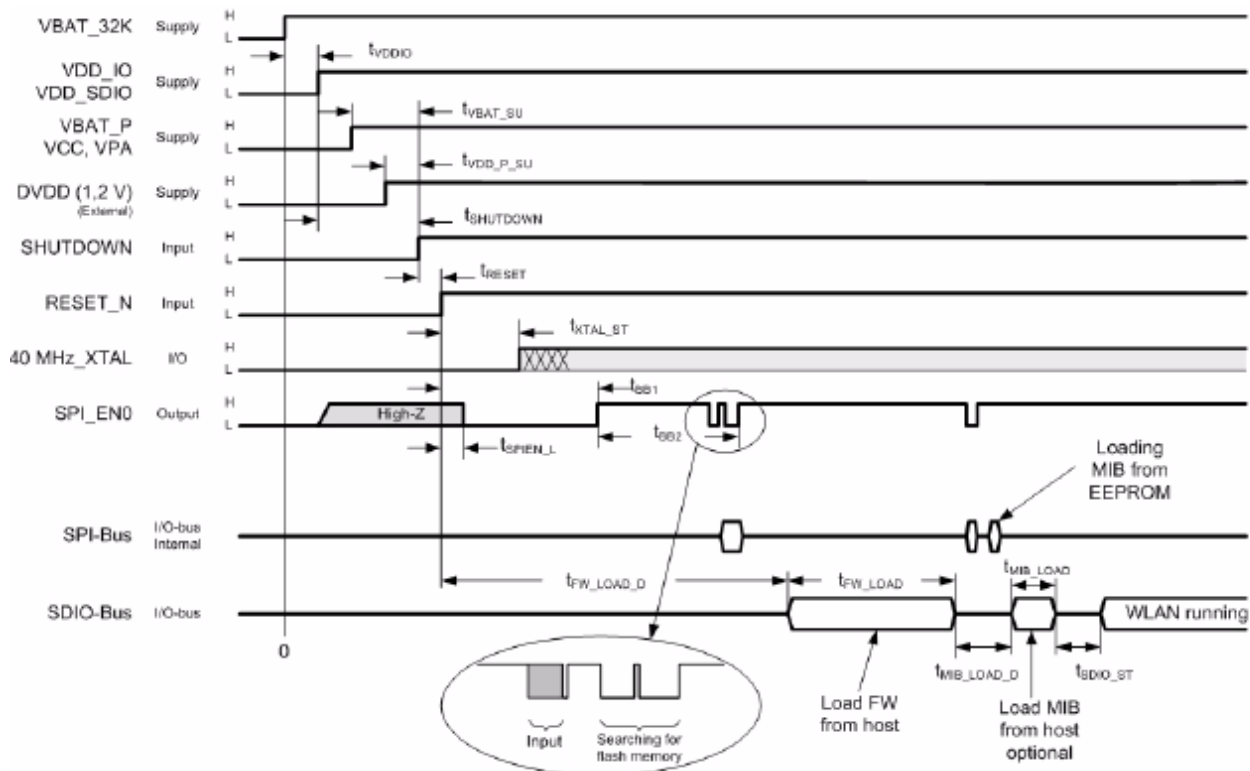 VBAT_32K Supply H
L
tVDDIO
VDD_IO
VDD_SDIO Supply H
L
tVBAT_SU
VBAT_P
VCC, VPA Supply H
L
tVDD_P_SU
DVDD (1,2 V)
(External) Supply H
L
tSHUTDOWN
SHUTDOWN Input H
L
tRESET
RESET_N Input H
L
tXTAL_ST
40 MHz_XTAL I/O H
L
tBB1
SPI_EN0 Output H
L
High-Z
tBB2
tSPIEN_L
Loading
MIB from
EEPROM
SPI-Bus I/O-bus
Internal
tFW_LOAD_D tFW_LOAD tMIB_LOAD
SDIO-Bus I/O-bus WLAN running
0
tMIB_LOAD_D tSDIO_ST
Load FW
from host
Load MIB
from host
optional
Input
Searching for
flash memory